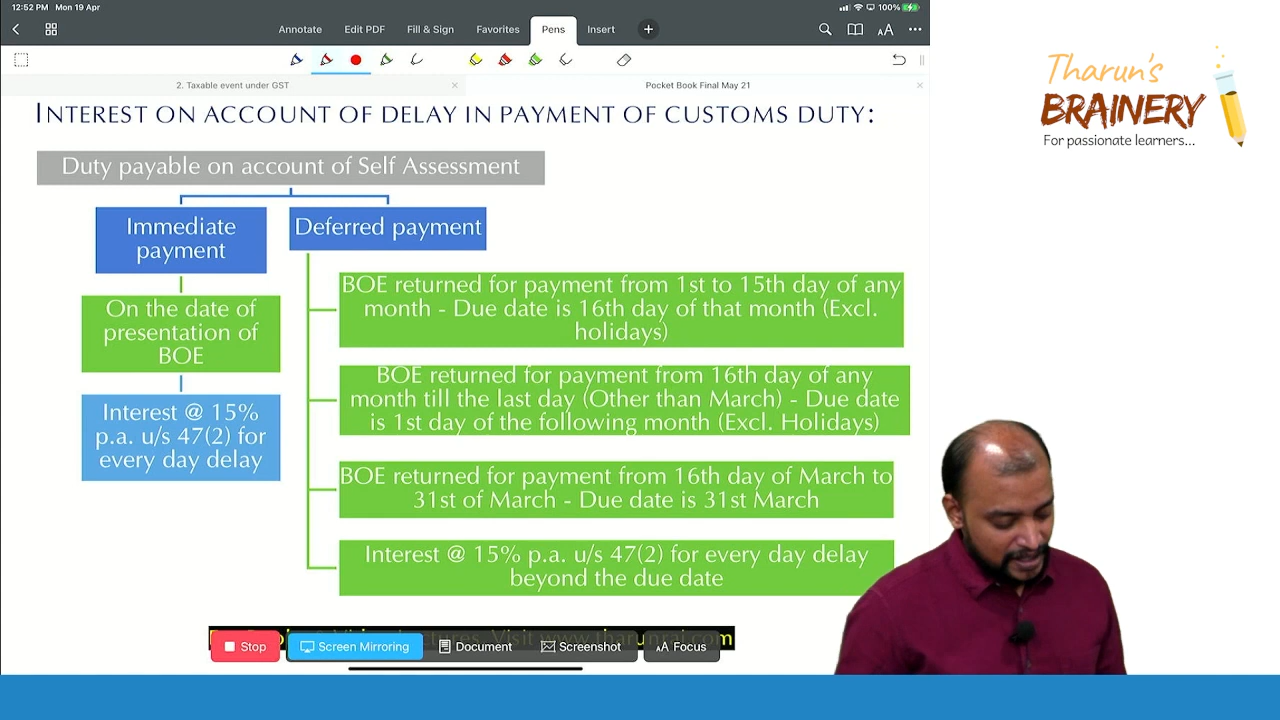 12:52 PM Mon 19 Apr
100%
Annotate Edit PDF Fill & Sign Favorites Pens Insert
2. Taxable event under GST
Pocket Book Final May 21
INTEREST ON ACCOUNT OF DELAY IN PAYMENT OF CUSTOMS DUTY:
Duty payable on account of Self Assessment
Immediate
payment
Deferred payment
On the date of
presentation of
BOE
Interest @ 15%
p.a. u/s 47(2) for
every day delay
BOE returned for payment from 1st to 15th day of any
month - Due date is 16th day of that month (Excl.
holidays)
BOE returned for payment from 16th day of any
month till the last day (Other than March) - Due date
is 1st day of the following month (Excl. Holidays)
BOE returned for payment from 16th day of March to
31st of March - Due date is 31st March
Interest @ 15% p.a. u/s 47(2) for every day delay
beyond the due date
Stop Screen Mirroring Document Screenshot AA Focus
Tharun's
BRAINERY
For passionate learners...